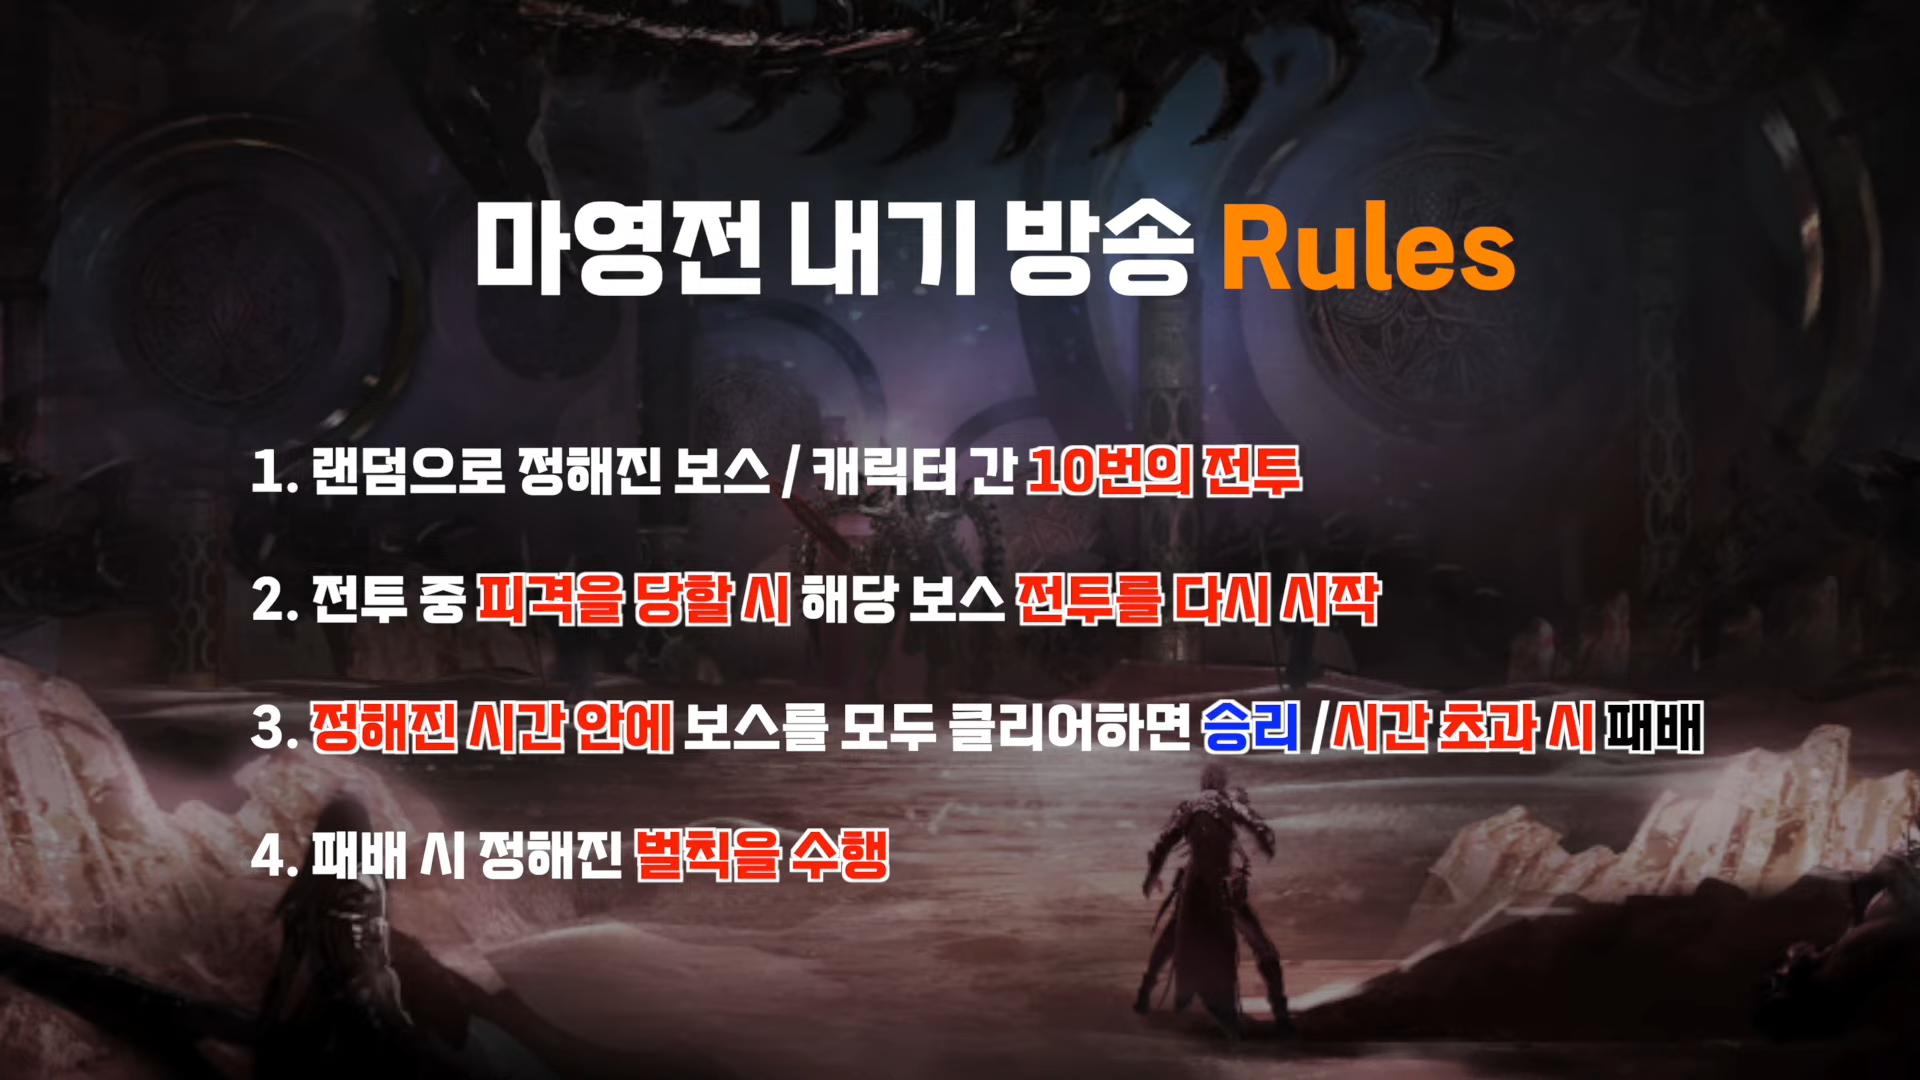 마영전 내기 방송 Rules
1. 랜덤으로 정해진 보스 / 캐릭터 간 10번의 전투
2. 전투 중 피격을 당할 시 해당 보스 전투를 다시 시작
3. 정해진 시간 안에 보스를 모두 클리어하면 승리 /시간 초과 시 패배
4. 패배 시 정해진 벌칙을 수행